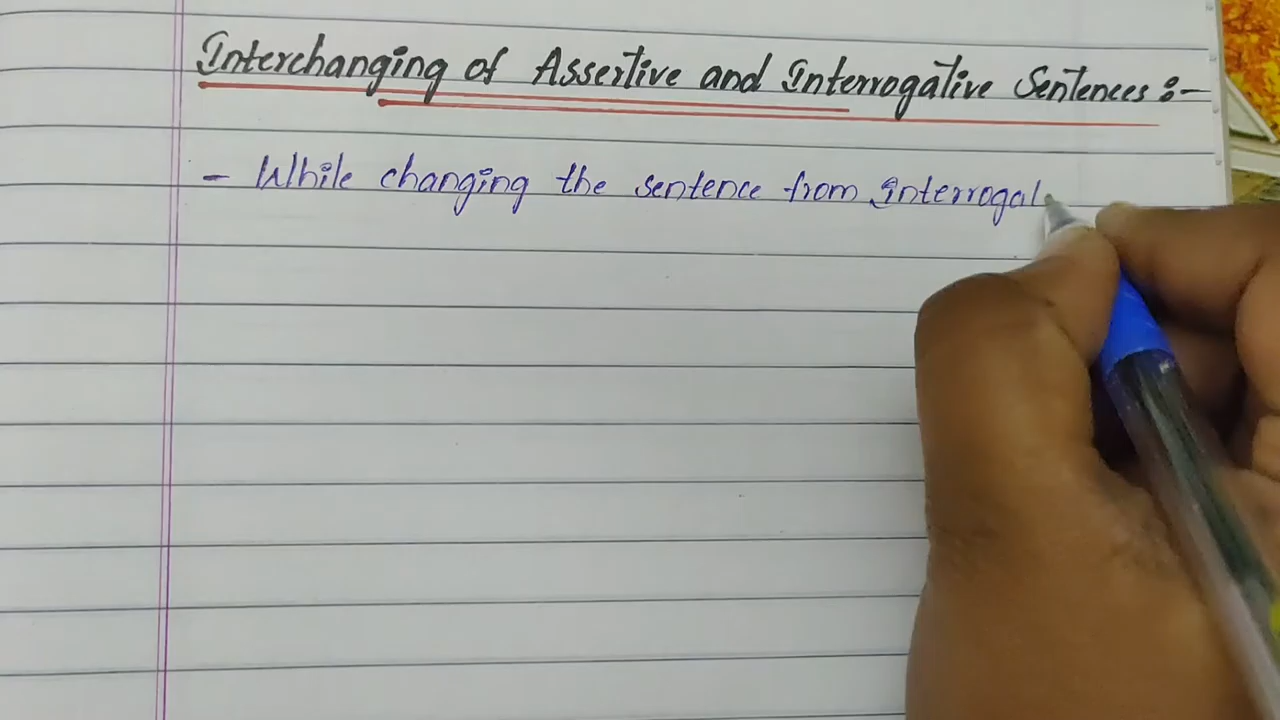 Interchanging of Assertive and Interrogative Sentences :-
- While changing the sentence from interrogat